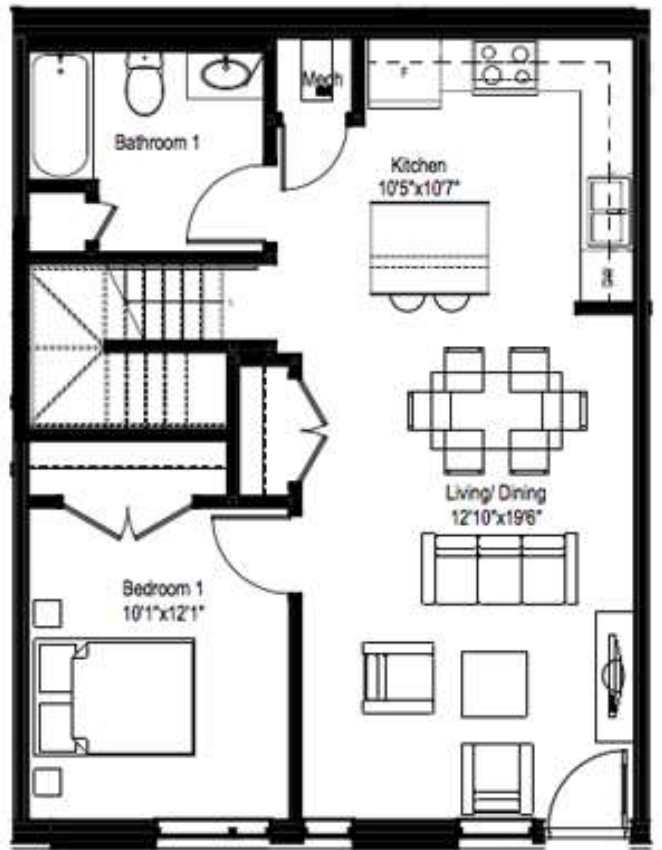 Mech
F
Bathroom 1
Kitchen
10'5"x10'7"
DW
Living/ Dining
12'10"x19'6"
Bedroom 1
10'1"x12'1"